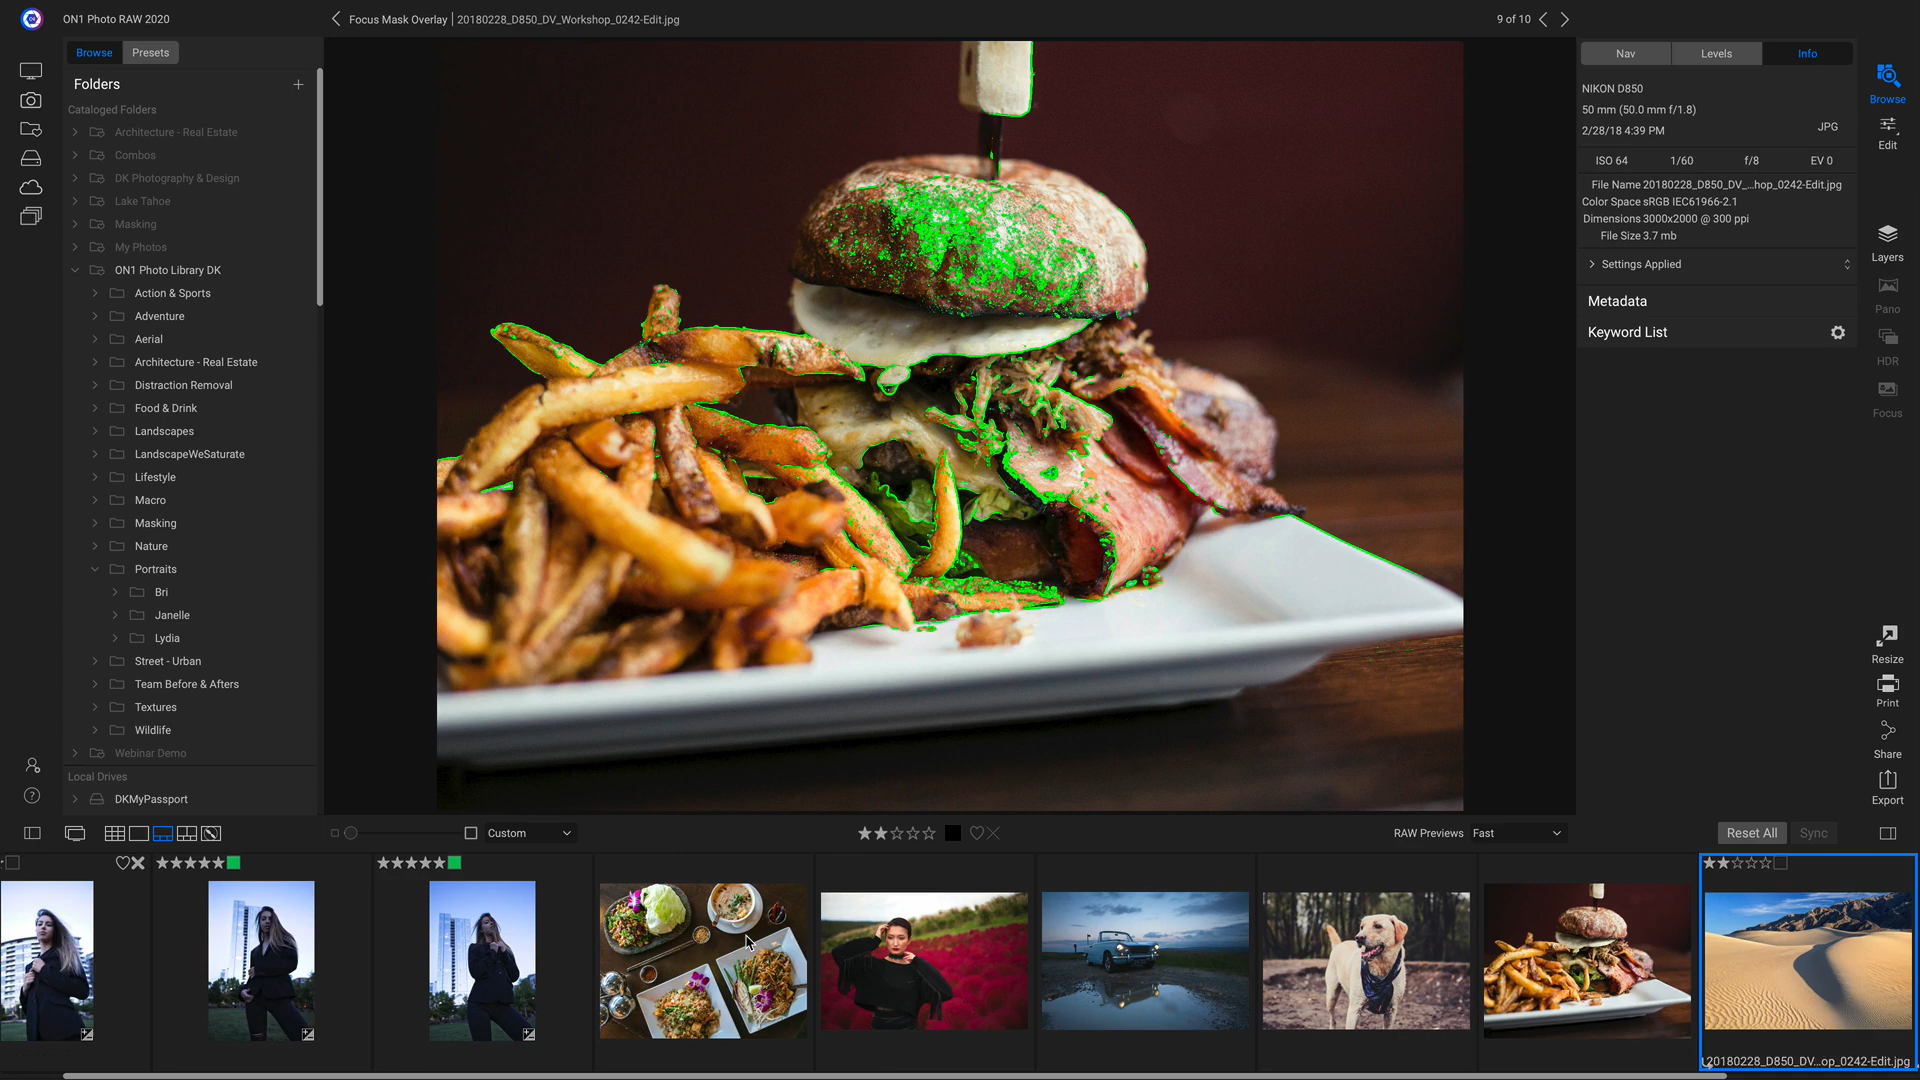 ON1 Photo RAW 2020
Focus Mask Overlay | 20180228_D850_DV_Workshop_0242-Edit.jpg
9 of 10
Browse
Presets
Folders
Cataloged Folders
Architecture - Real Estate
Combos
DK Photography & Design
Lake Tahoe
Masking
My Photos
ON1 Photo Library DK
Action & Sports
Adventure
Aerial
Architecture - Real Estate
Distraction Removal
Food & Drink
Landscapes
LandscapeWeSaturate
Lifestyle
Macro
Masking
Nature
Portraits
Bri
Janelle
Lydia
Street - Urban
Team Before & Afters
Textures
Wildlife
Webinar Demo
Local Drives
DKMyPassport
Nav
Levels
Info
NIKON D850
50 mm (50.0 mm f/1.8)
2/28/18 4:39 PM
JPG
ISO 64
1/60
f/8
EV 0
File Name 20180228_D850_DV_...hop_0242-Edit.jpg
Color Space sRGB IEC61966-2.1
Dimensions 3000x2000 @ 300 ppi
File Size 3.7 mb
Settings Applied
Metadata
Keyword List
Browse
Edit
Layers
Pano
HDR
Focus
Resize
Print
Share
Export
Custom
RAW Previews Fast
Reset All
Sync
20180228_D850_DV...op_0242-Edit.jpg